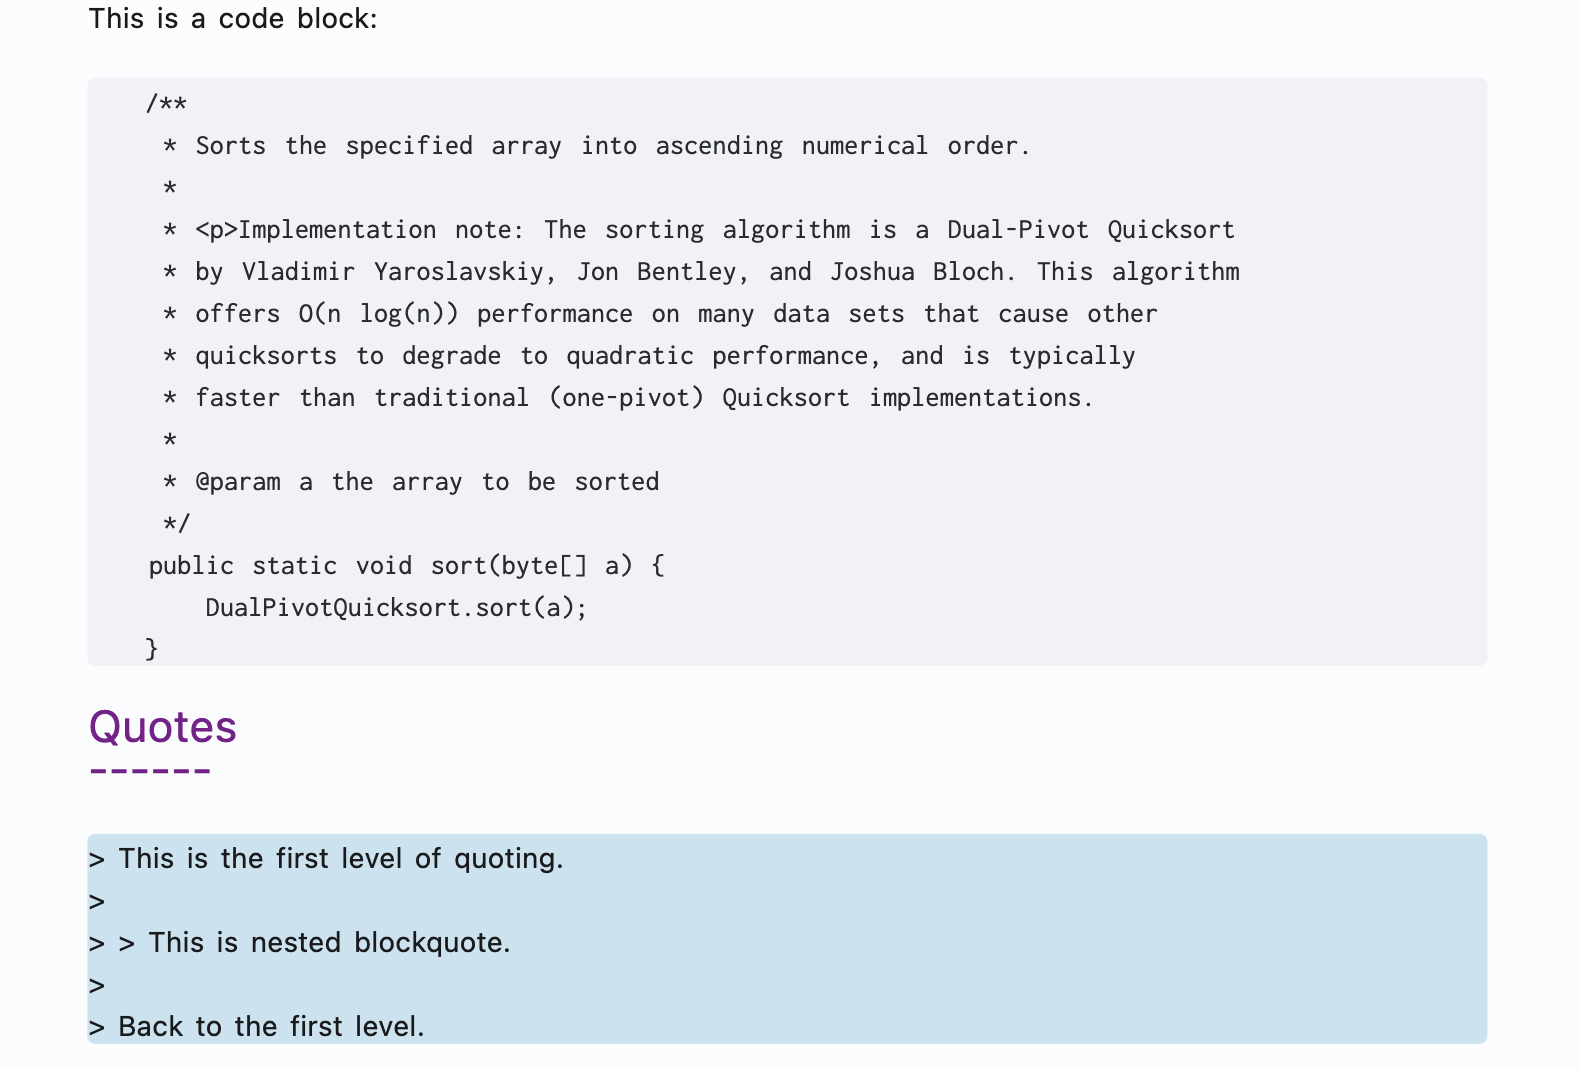 This is a code block:
/**
 * Sorts the specified array into ascending numerical order.
 *
 * <p>Implementation note: The sorting algorithm is a Dual-Pivot Quicksort
 * by Vladimir Yaroslavskiy, Jon Bentley, and Joshua Bloch. This algorithm
 * offers O(n log(n)) performance on many data sets that cause other
 * quicksorts to degrade to quadratic performance, and is typically
 * faster than traditional (one-pivot) Quicksort implementations.
 *
 * @param a the array to be sorted
 */
public static void sort(byte[] a) {
    DualPivotQuicksort.sort(a);
}
Quotes
------
> This is the first level of quoting.
>
> > This is nested blockquote.
>
> Back to the first level.